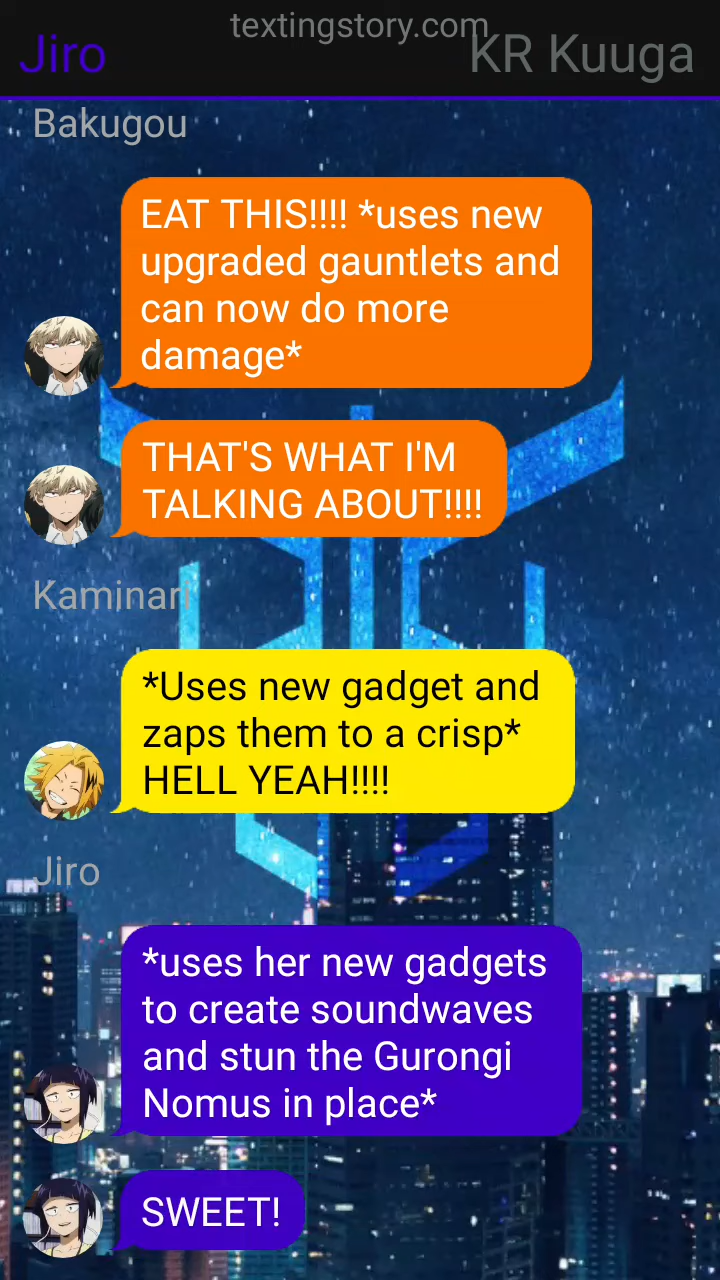 textingstory.com
Jiro
KR Kuuga
Bakugou
EAT THIS!!!! *uses new
upgraded gauntlets and
can now do more
damage*
THAT'S WHAT I'M
TALKING ABOUT!!!!
Kaminari
*Uses new gadget and
zaps them to a crisp*
HELL YEAH!!!!
Jiro
*uses her new gadgets
to create soundwaves
and stun the Gurongi
Nomus in place*
SWEET!